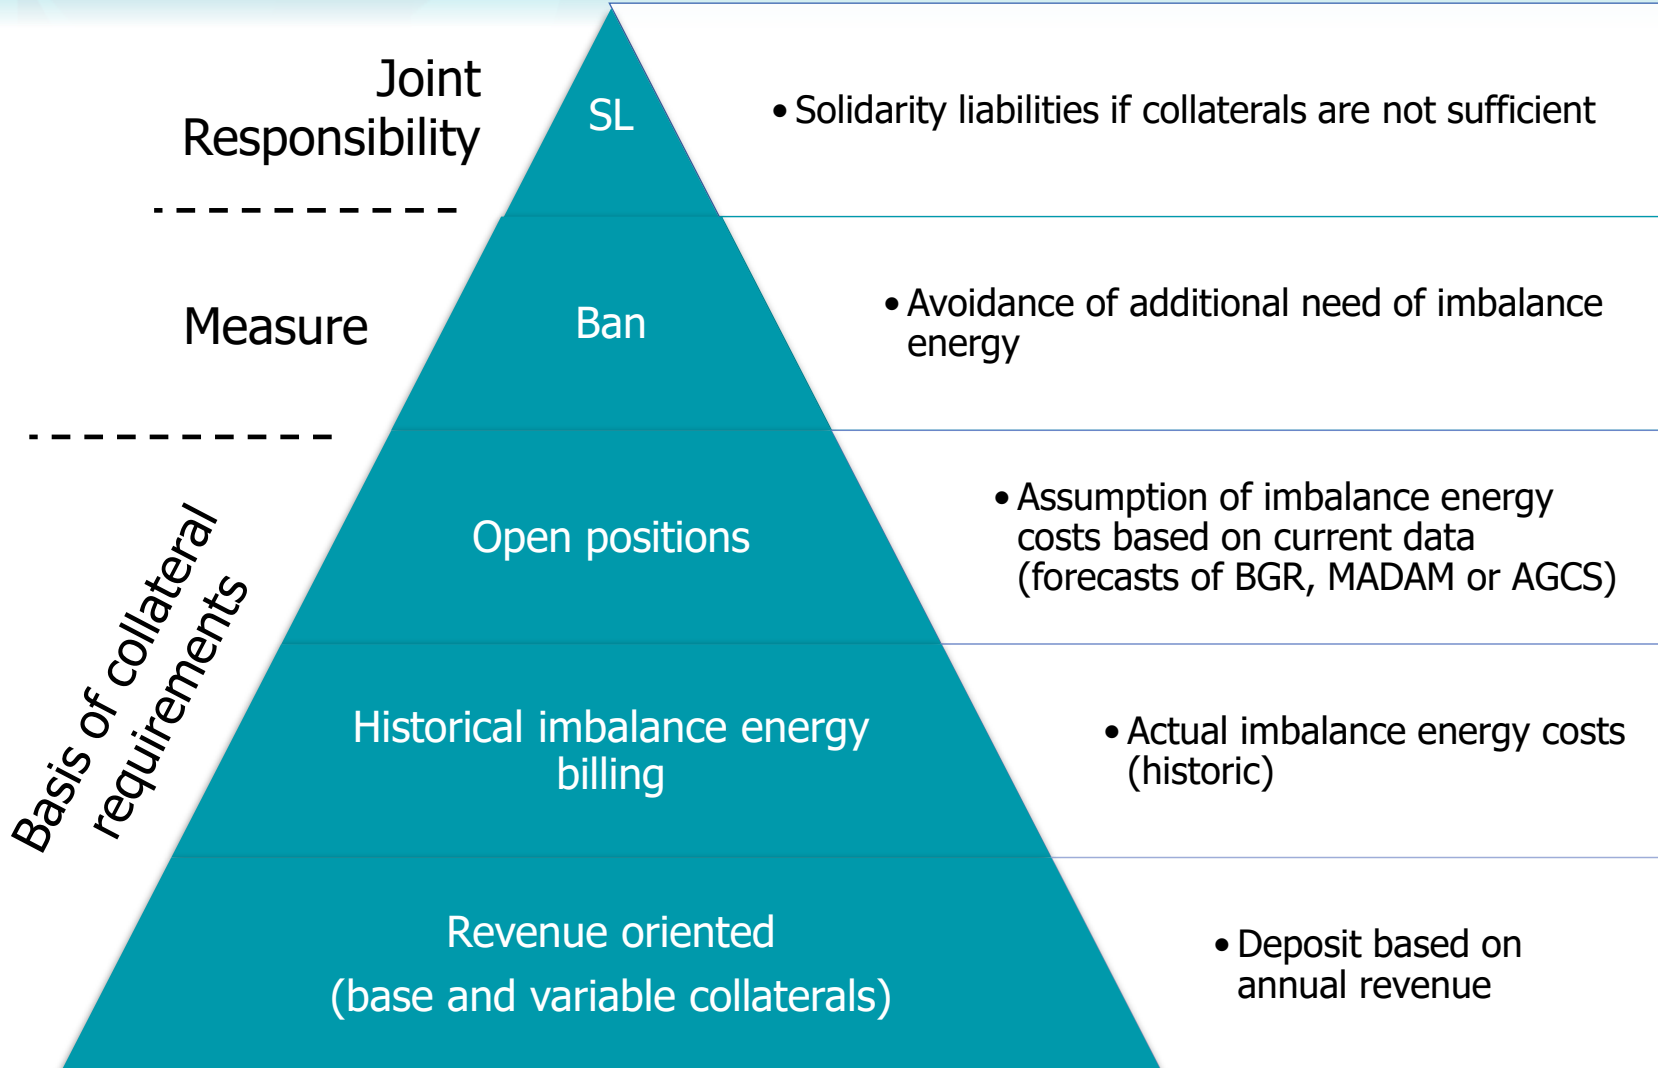 Joint
Responsibility
SL
• Solidarity liabilities if collaterals are not sufficient
Measure
Ban
• Avoidance of additional need of imbalance
energy
Basis of collateral
requirements
Open positions
• Assumption of imbalance energy
costs based on current data
(forecasts of BGR, MADAM or AGCS)
Historical imbalance energy
billing
• Actual imbalance energy costs
(historic)
Revenue oriented
(base and variable collaterals)
• Deposit based on
annual revenue